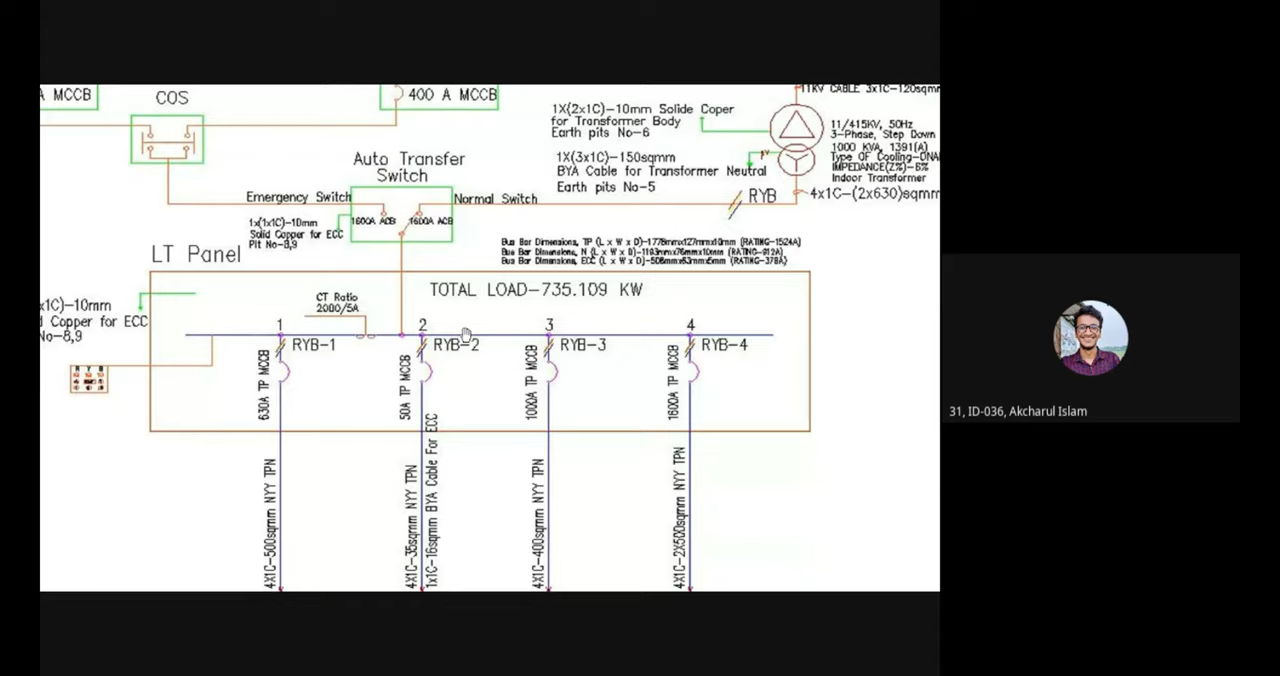 A MCCB
COS
400 A MCCB
11KV CABLE 3x1C-120sqmm
1X(2x1C)-10mm Solide Coper
for Transformer Body
Earth pits No-6
11/415KV, 50Hz
3-Phase, Step Down
1000 KVA, 1391(A)
Type OF Cooling-ONA
IMPEDANCE(Z%)-6%
Indoor Transformer
1X(3x1C)-150sqmm
BYA Cable for Transformer Neutral
Earth pits No-5
Auto Transfer
Switch
Emergency Switch
Normal Switch
RYB
4x1C-(2x630)sqmm
1600A ACB
1600A ACB
1x(1x1C)-10mm
Solid Copper for ECC
Pit No-8,9
LT Panel
Bus Bar Dimensions, TP (L x W x D)-1778mmx127mmx10mm (RATING-1524A)
Bus Bar Dimensions, N (L x W x D)-1193mmx76mmx10mm (RATING-912A)
Bus Bar Dimensions, ECC (L x W x D)-508mmx63mmx5mm (RATING-378A)
x1C)-10mm
Copper for ECC
No-8,9
CT Ratio
2000/5A
TOTAL LOAD-735.109 KW
1
2
3
4
RYB-1
RYB-2
RYB-3
RYB-4
630A TP MCCB
50A TP MCCB
1000A TP MCCB
1600A TP MCCB
R Y B
4X1C-500sqmm NYY TPN
4X1C-35sqmm NYY TPN
1x1C-16sqmm BYA Cable For ECC
4X1C-400sqmm NYY TPN
4X1C-2X500sqmm NYY TPN
31, ID-036, Akcharul Islam